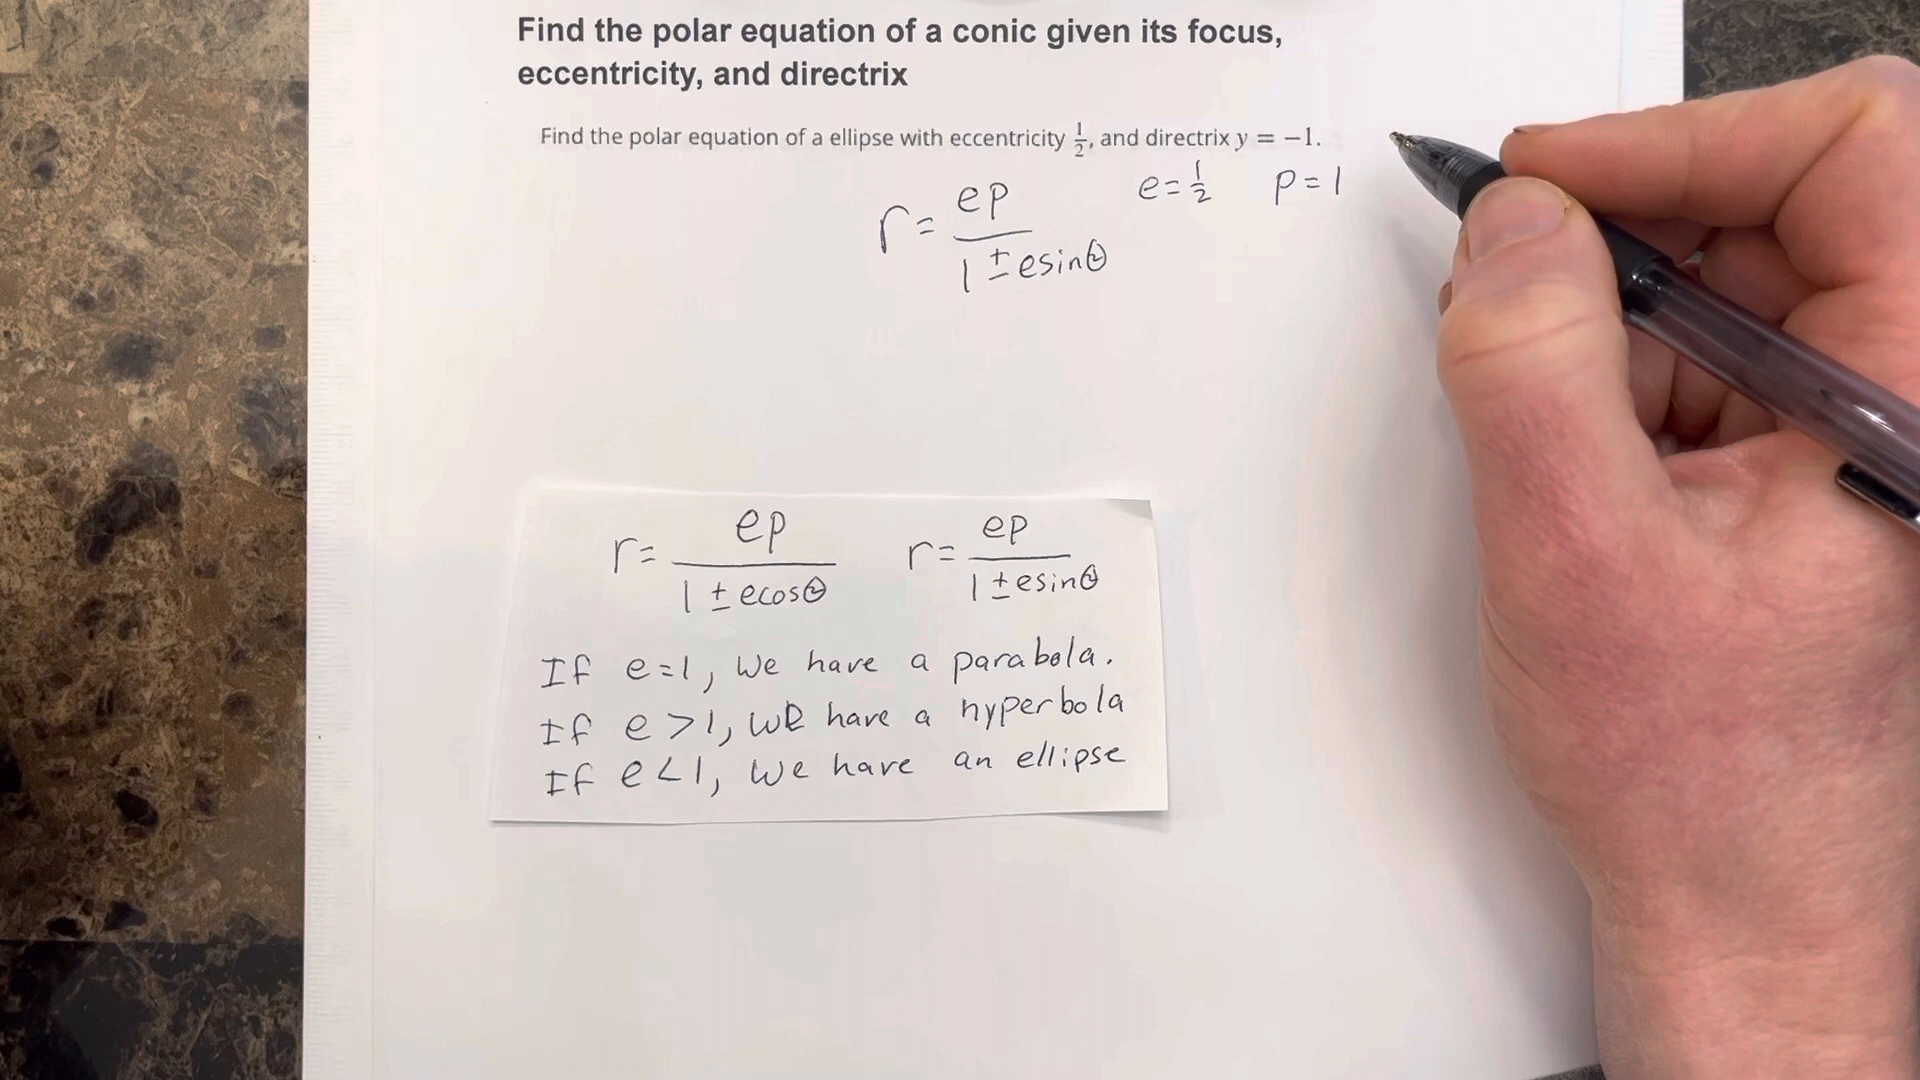 Find the polar equation of a conic given its focus,
eccentricity, and directrix
Find the polar equation of a ellipse with eccentricity 1/2, and directrix y = −1.
r = ep / (1 ± esinθ)   e = 1/2   p = 1
r = ep / (1 ± ecosθ)   r = ep / (1 ± esinθ)
If e=1, we have a parabola.
If e >1, we have a hyperbola
If e<1, we have an ellipse